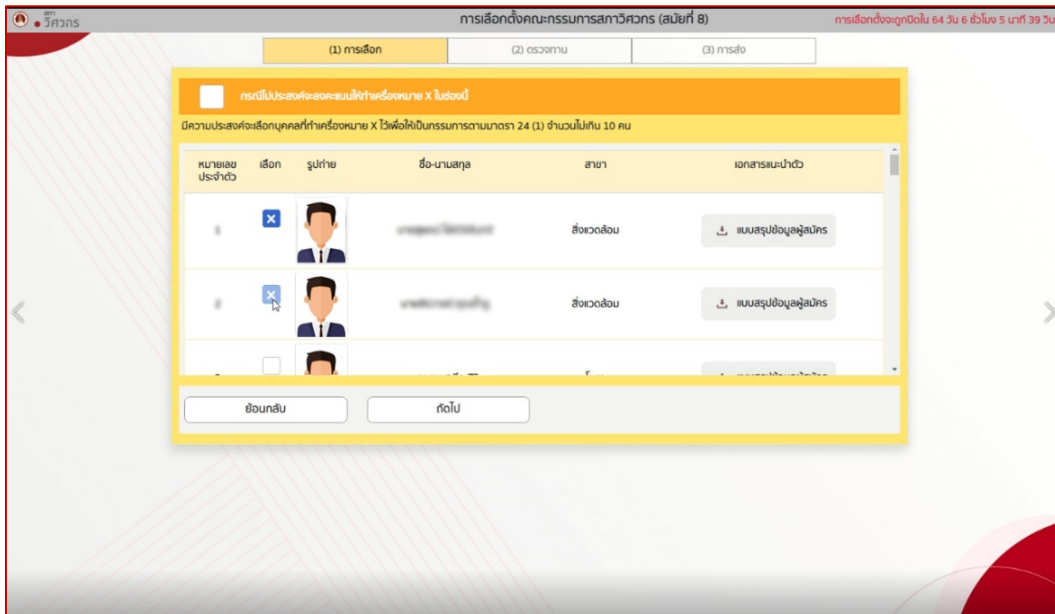 สภา
วิศวกร
การเลือกตั้งคณะกรรมการสภาวิศวกร (สมัยที่ 8)
การเลือกตั้งจะถูกปิดใน 64 วัน 6 ชั่วโมง 5 นาที 39 วิน
(1) การเลือก
(2) ตรวจทาน
(3) การส่ง
กรณีไม่ประสงค์จะลงคะแนนให้ทำเครื่องหมาย X ในช่องนี้
มีความประสงค์จะเลือกบุคคลที่ทำเครื่องหมาย X ไว้เพื่อให้เป็นกรรมการตามมาตรา 24 (1) จำนวนไม่เกิน 10 คน
หมายเลข
ประจำตัว
เลือก
รูปถ่าย
ชื่อ-นามสกุล
สาขา
เอกสารแนะนำตัว
1
สิ่งแวดล้อม
แบบสรุปข้อมูลผู้สมัคร
2
สิ่งแวดล้อม
แบบสรุปข้อมูลผู้สมัคร
ย้อนกลับ
ถัดไป